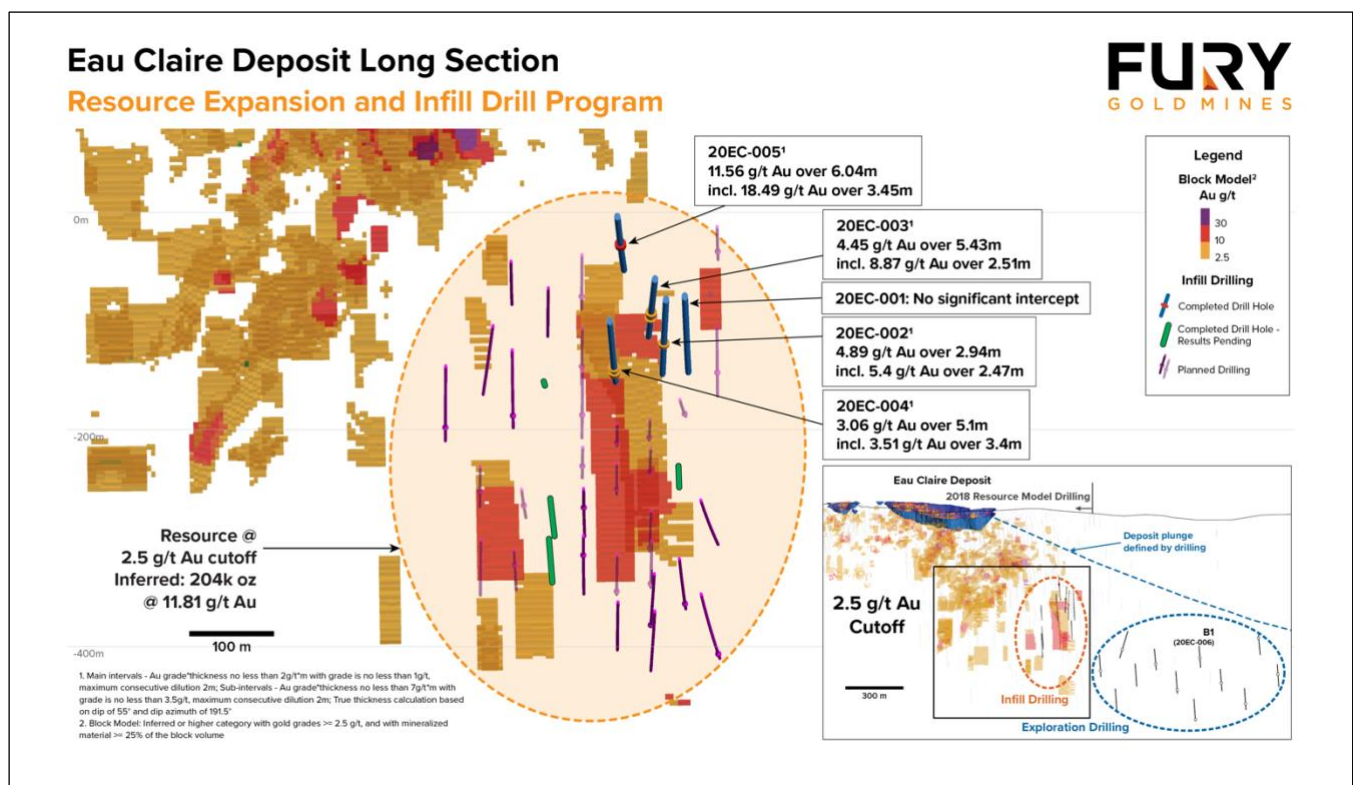 Eau Claire Deposit Long Section
Resource Expansion and Infill Drill Program
FURY
GOLD MINES
20EC-005¹
11.56 g/t Au over 6.04m
incl. 18.49 g/t Au over 3.45m
20EC-003¹
4.45 g/t Au over 5.43m
incl. 8.87 g/t Au over 2.51m
20EC-001: No significant intercept
20EC-002¹
4.89 g/t Au over 2.94m
incl. 5.4 g/t Au over 2.47m
20EC-004¹
3.06 g/t Au over 5.1m
incl. 3.51 g/t Au over 3.4m
Legend
Block Model²
Au g/t
30
10
2.5
Infill Drilling
Completed Drill Hole
Completed Drill Hole -
Results Pending
Planned Drilling
0m
-200m
-400m
Resource @
2.5 g/t Au cutoff
Inferred: 204k oz
@ 11.81 g/t Au
100 m
Eau Claire Deposit
2018 Resource Model Drilling
Deposit plunge
defined by drilling
2.5 g/t Au
Cutoff
B1
(20EC-006)
300 m
Infill Drilling
Exploration Drilling
1. Main intervals - Au grade*thickness no less than 2g/t*m with grade is no less than 1g/t,
maximum consecutive dilution 2m; Sub-intervals - Au grade*thickness no less than 7g/t*m with
grade is no less than 3.5g/t, maximum consecutive dilution 2m; True thickness calculation based
on dip of 55° and dip azimuth of 191.5°
2. Block Model: Inferred or higher category with gold grades >= 2.5 g/t, and with mineralized
material >= 25% of the block volume